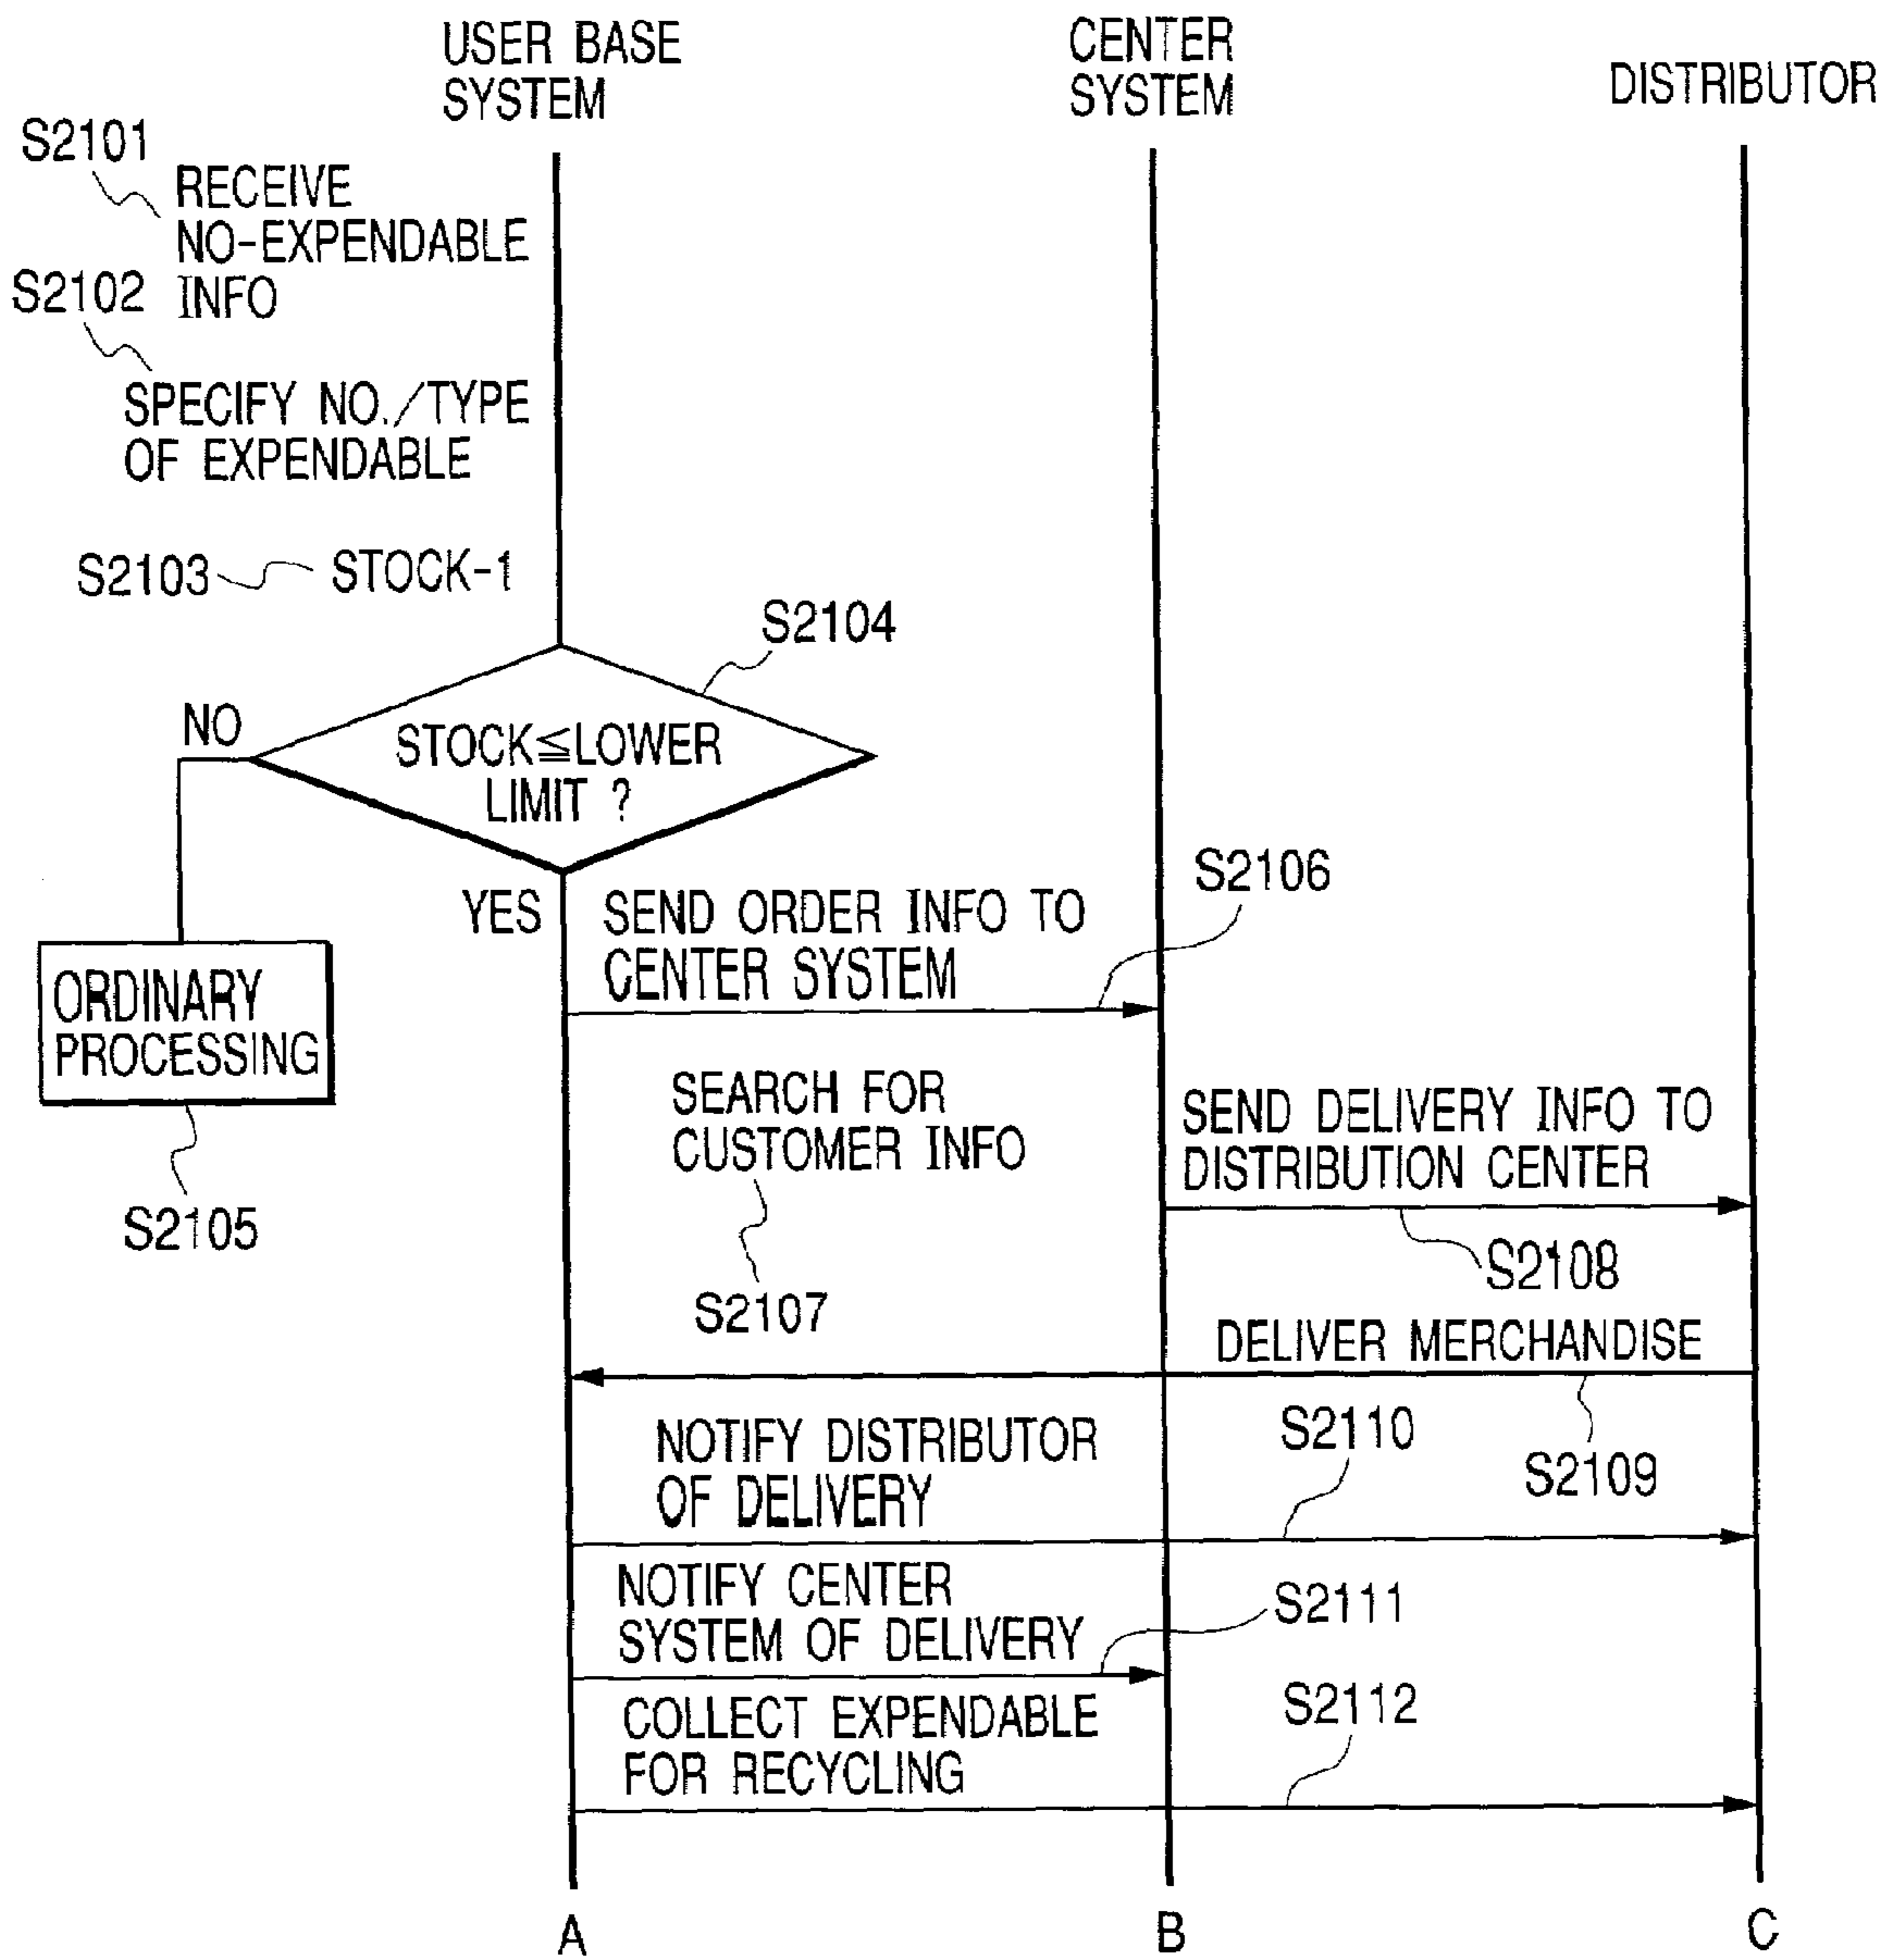 USER BASE
SYSTEM
CENTER
SYSTEM
DISTRIBUTOR
S2101
RECEIVE
NO-EXPENDABLE
INFO
S2102
SPECIFY NO./TYPE
OF EXPENDABLE
S2103
STOCK-1
S2104
NO
STOCK≦LOWER
LIMIT ?
YES
S2106
SEND ORDER INFO TO
CENTER SYSTEM
ORDINARY
PROCESSING
S2105
SEARCH FOR
CUSTOMER INFO
S2107
SEND DELIVERY INFO TO
DISTRIBUTION CENTER
S2108
DELIVER MERCHANDISE
S2109
NOTIFY DISTRIBUTOR
OF DELIVERY
S2110
NOTIFY CENTER
SYSTEM OF DELIVERY
S2111
COLLECT EXPENDABLE
FOR RECYCLING
S2112
A
B
C